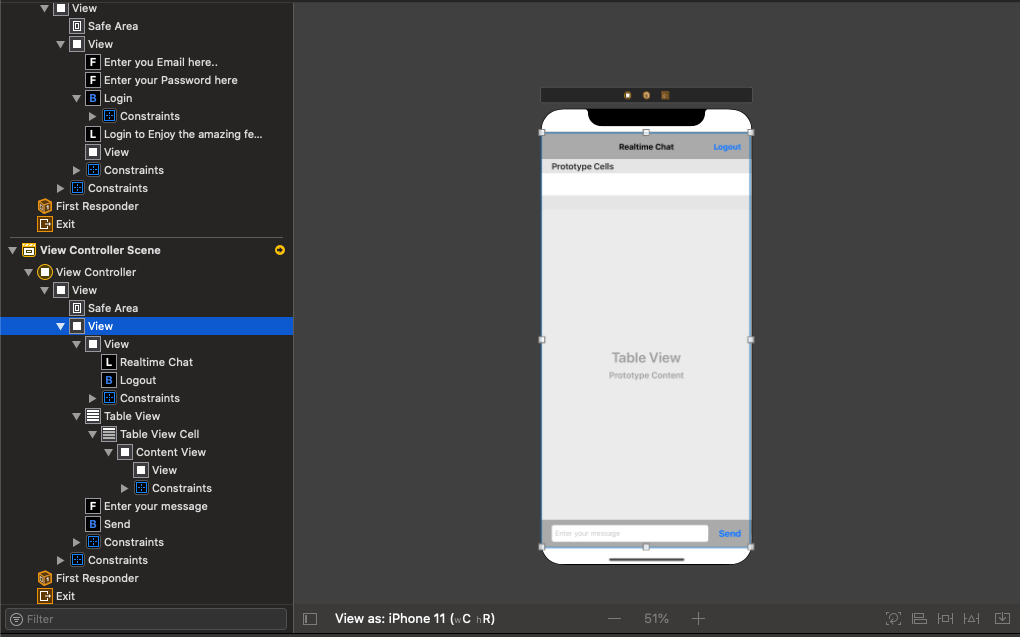 View
Safe Area
View
F Enter you Email here..
F Enter your Password here
B Login
Constraints
L Login to Enjoy the amazing fe...
View
Constraints
Constraints
First Responder
Exit
View Controller Scene
View Controller
View
Safe Area
View
View
L Realtime Chat
B Logout
Constraints
Table View
Table View Cell
Content View
View
Constraints
F Enter your message
B Send
Constraints
Constraints
First Responder
Exit
Filter
Realtime Chat Logout
Prototype Cells
Table View
Prototype Content
Enter your message Send
View as: iPhone 11 (wC hR) 51%